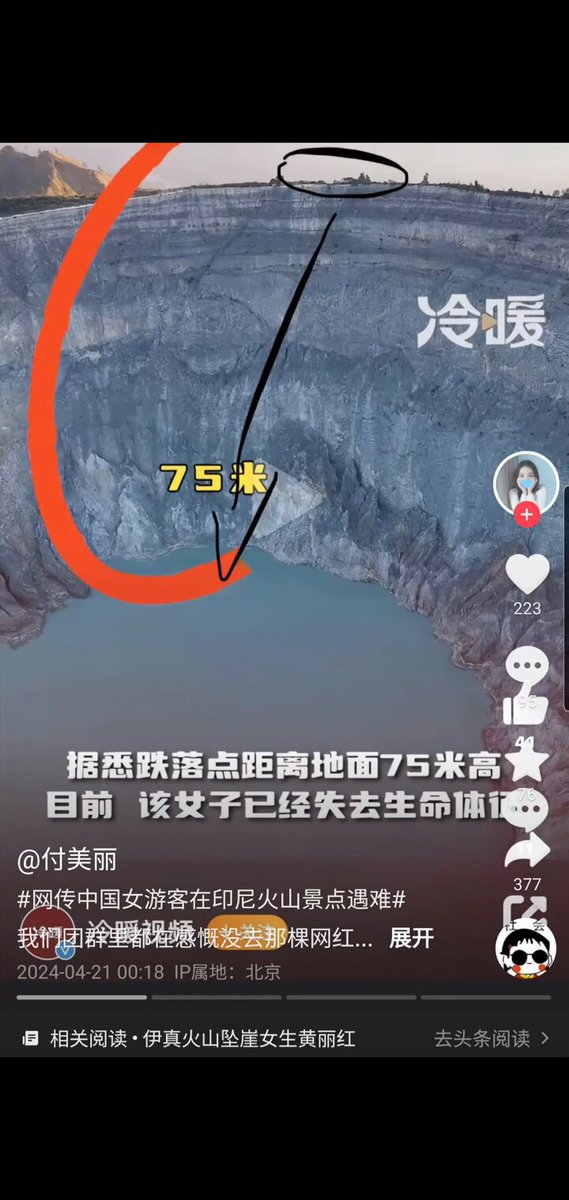 冷暖
75米
223
据悉跌落点距离地面75米高
目前 该女子已经失去生命体征
95
76
377
@付美丽
#网传中国女游客在印尼火山景点遇难#
冷暖视频
我们团群里都在感慨没去那棵网红... 展开
社会
2024-04-21 00:18 IP属地：北京
相关阅读 • 伊真火山坠崖女生黄丽红
去头条阅读 >